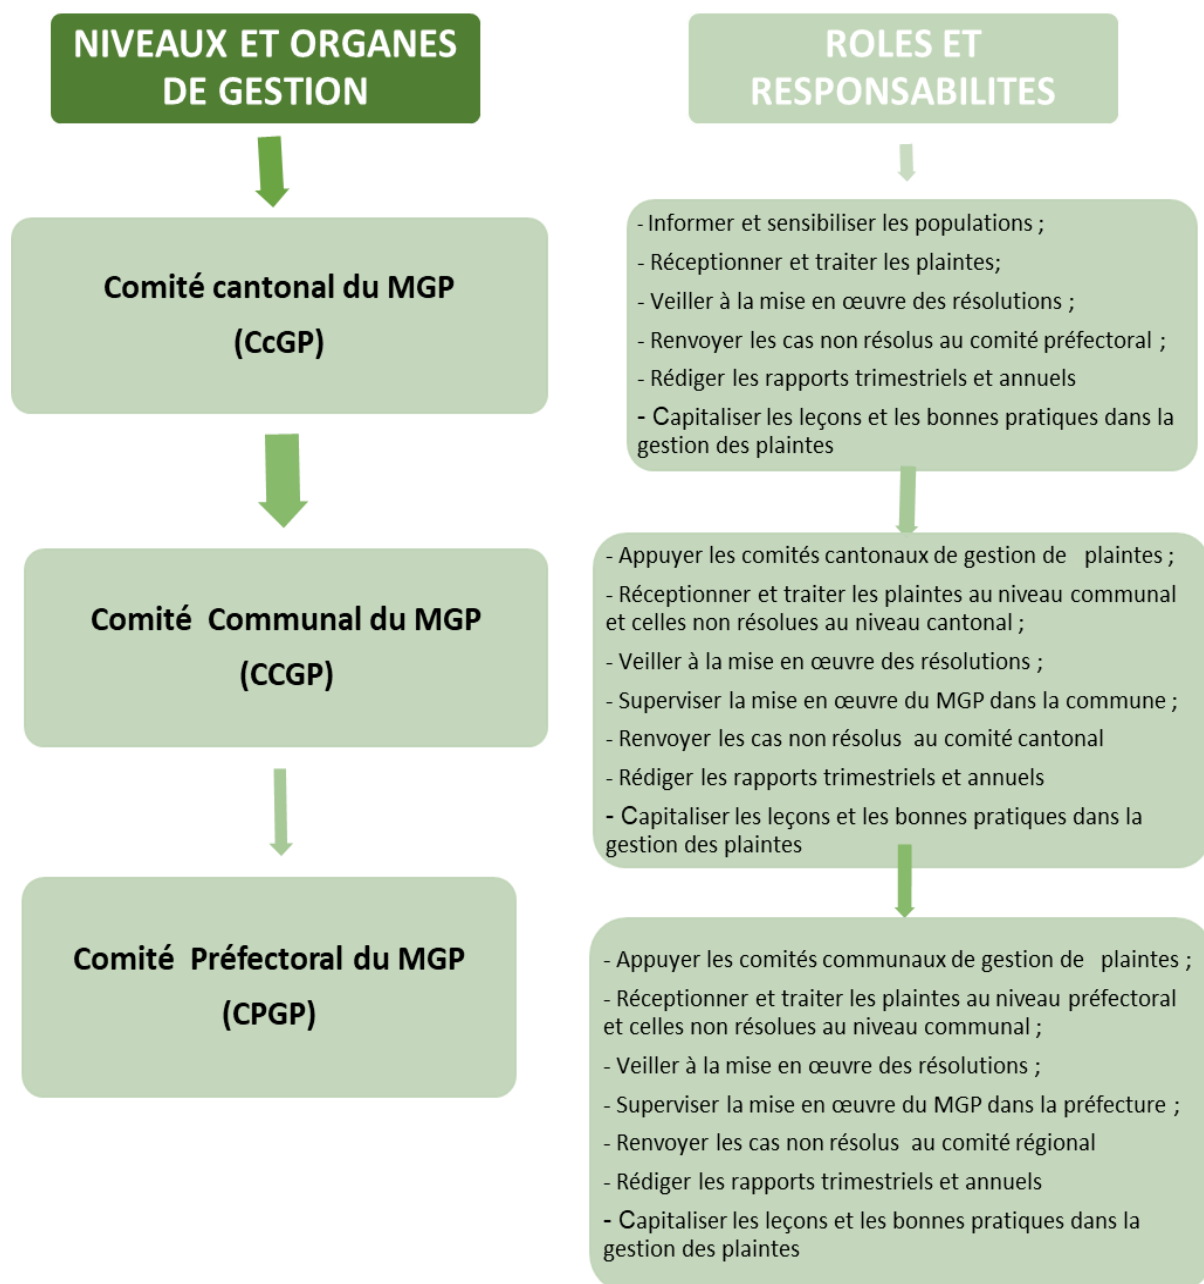 NIVEAUX ET ORGANES
DE GESTION
Comité cantonal du MGP
(CcGP)
Comité Communal du MGP
(CCGP)
Comité Préfectoral du MGP
(CPGP)
ROLES ET
RESPONSABILITES
- Informer et sensibiliser les populations ;
- Réceptionner et traiter les plaintes;
- Veiller à la mise en œuvre des résolutions ;
- Renvoyer les cas non résolus au comité préfectoral ;
- Rédiger les rapports trimestriels et annuels
- Capitaliser les leçons et les bonnes pratiques dans la
gestion des plaintes
- Appuyer les comités cantonaux de gestion de plaintes ;
- Réceptionner et traiter les plaintes au niveau communal
et celles non résolues au niveau cantonal ;
- Veiller à la mise en œuvre des résolutions ;
- Superviser la mise en œuvre du MGP dans la commune ;
- Renvoyer les cas non résolus au comité cantonal
- Rédiger les rapports trimestriels et annuels
- Capitaliser les leçons et les bonnes pratiques dans la
gestion des plaintes
- Appuyer les comités communaux de gestion de plaintes ;
- Réceptionner et traiter les plaintes au niveau préfectoral
et celles non résolues au niveau communal ;
- Veiller à la mise en œuvre des résolutions ;
- Superviser la mise en œuvre du MGP dans la préfecture ;
- Renvoyer les cas non résolus au comité régional
- Rédiger les rapports trimestriels et annuels
- Capitaliser les leçons et les bonnes pratiques dans la
gestion des plaintes